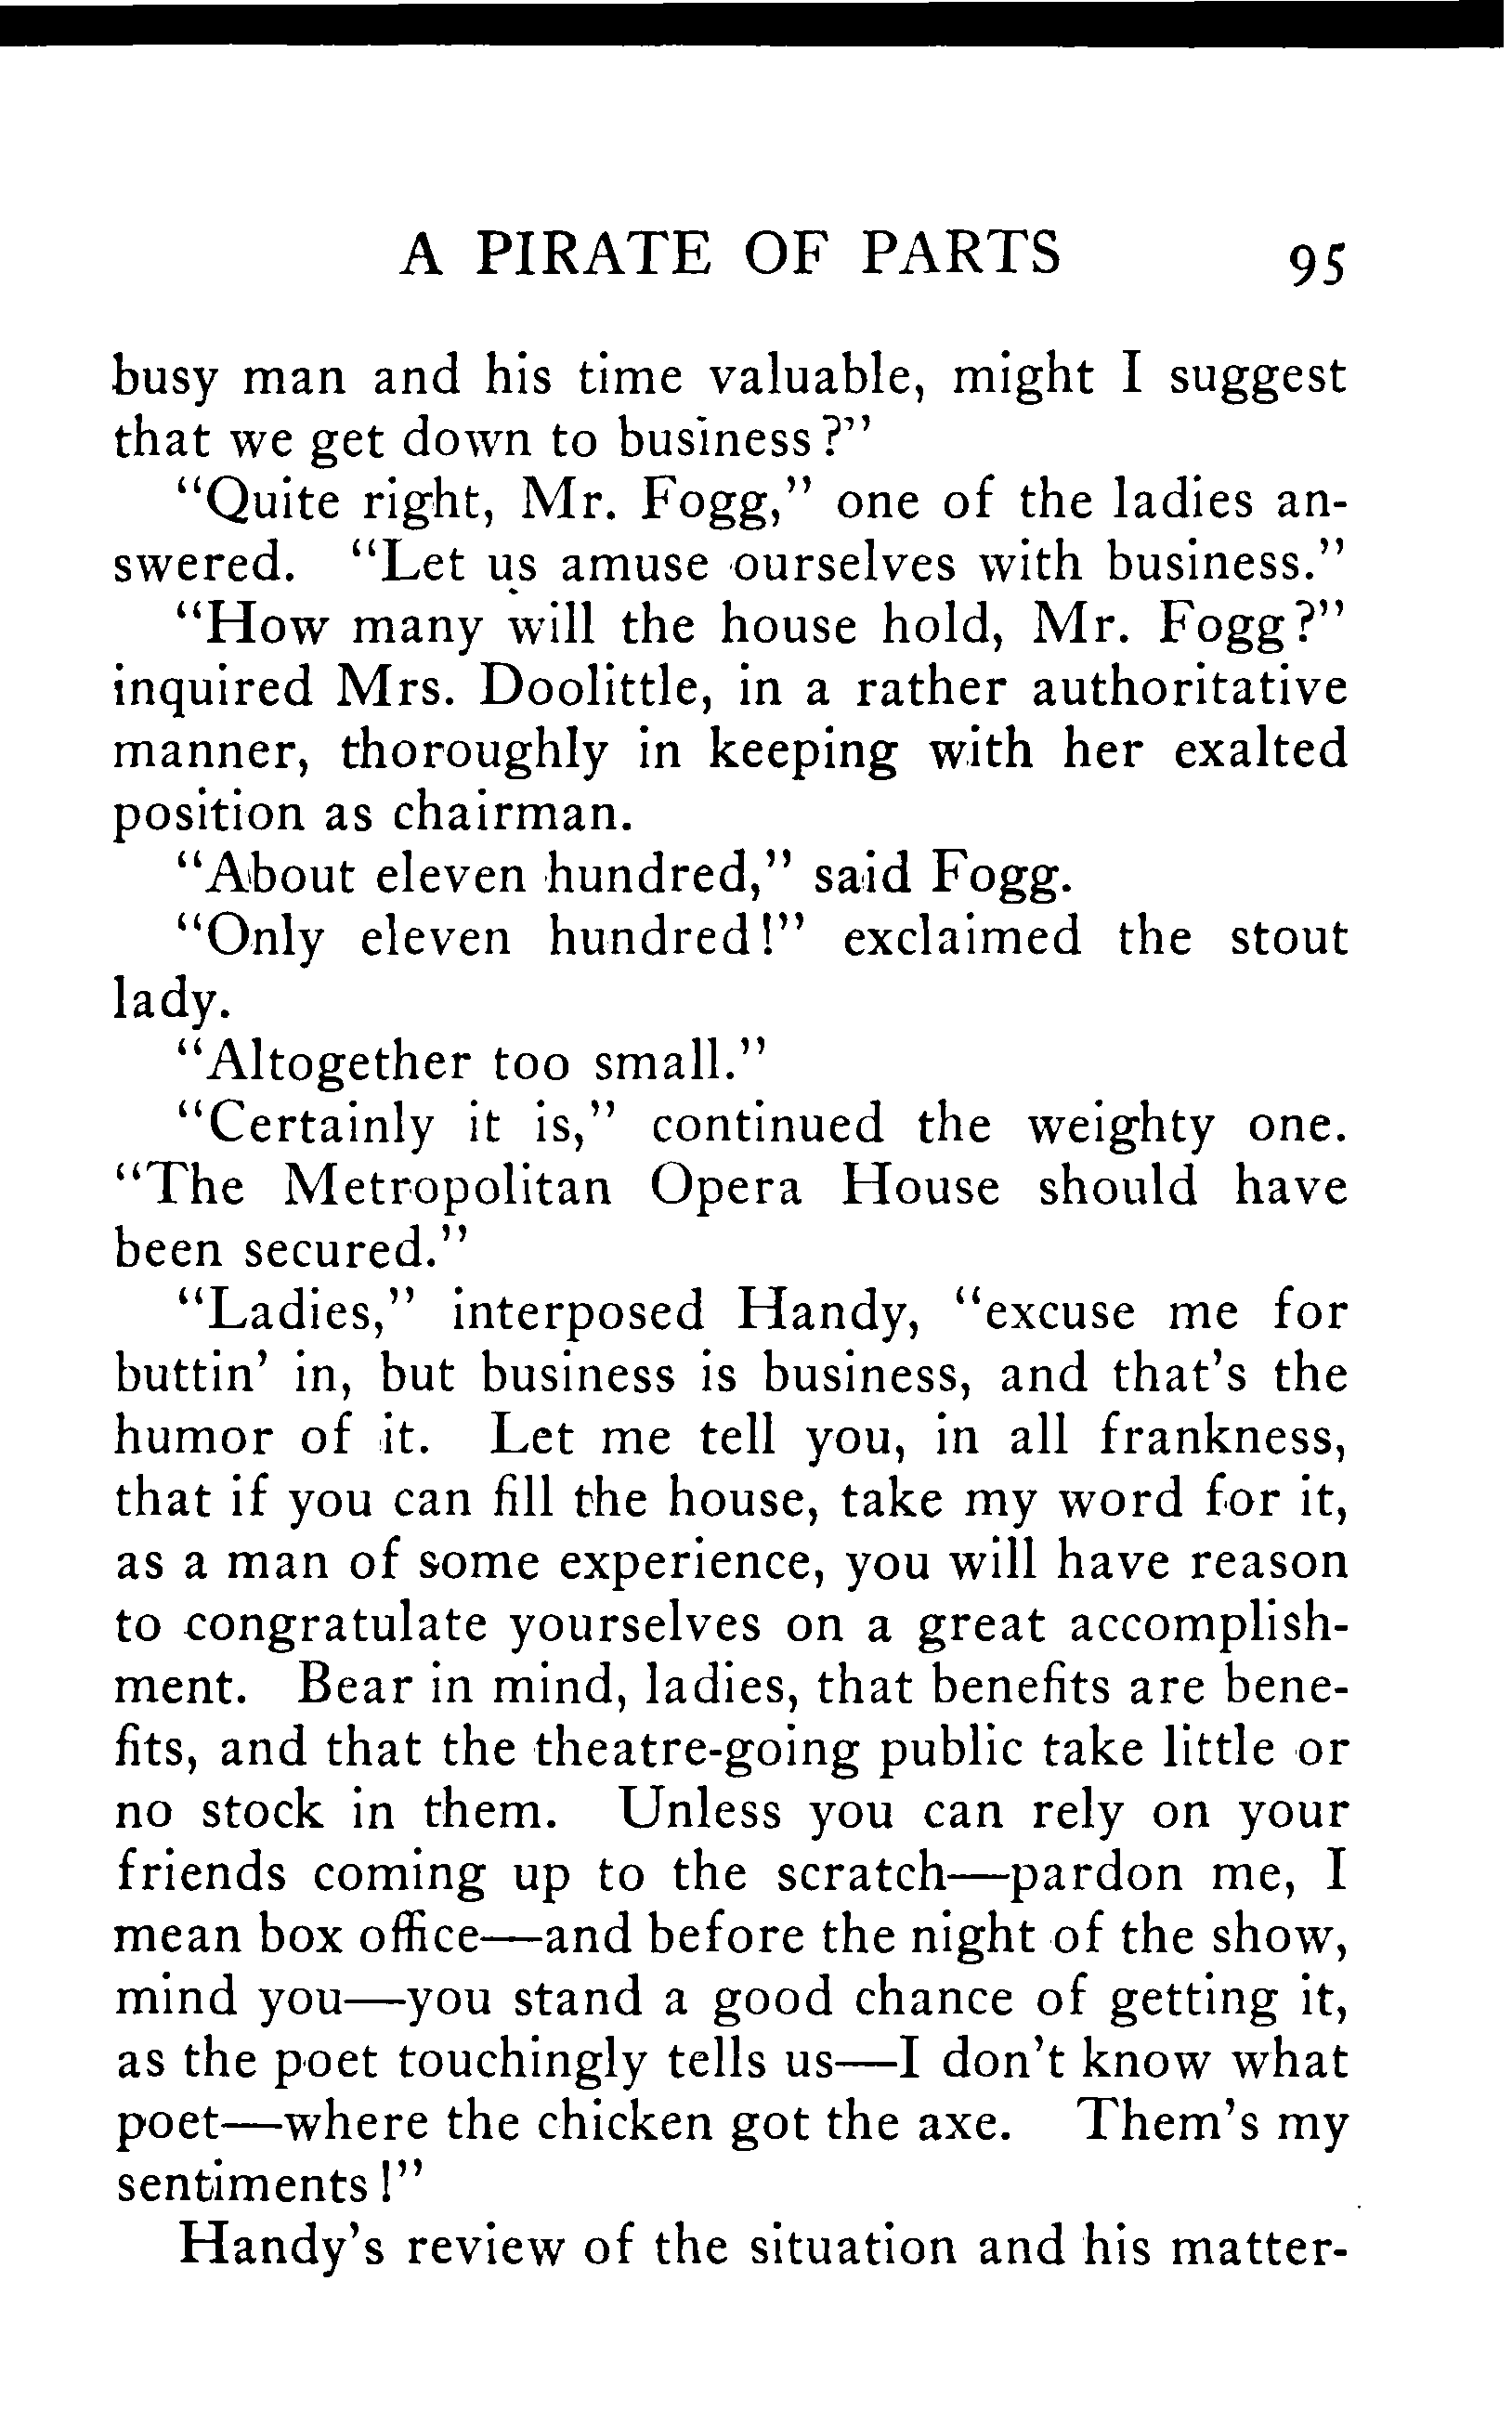 A PIRATE OF PARTS 95
busy man and his time valuable, might I suggest
that we get down to business?"
"Quite right, Mr. Fogg," one of the ladies an-
swered. "Let us amuse ourselves with business."
"How many will the house hold, Mr. Fogg?"
inquired Mrs. Doolittle, in a rather authoritative
manner, thoroughly in keeping with her exalted
position as chairman.
"About eleven hundred," said Fogg.
"Only eleven hundred!" exclaimed the stout
lady.
"Altogether too small."
"Certainly it is," continued the weighty one.
"The Metropolitan Opera House should have
been secured."
"Ladies," interposed Handy, "excuse me for
buttin' in, but business is business, and that's the
humor of it. Let me tell you, in all frankness,
that if you can fill the house, take my word for it,
as a man of some experience, you will have reason
to congratulate yourselves on a great accomplish-
ment. Bear in mind, ladies, that benefits are bene-
fits, and that the theatre-going public take little or
no stock in them. Unless you can rely on your
friends coming up to the scratch—pardon me, I
mean box office—and before the night of the show,
mind you—you stand a good chance of getting it,
as the poet touchingly tells us—I don't know what
poet—where the chicken got the axe. Them's my
sentiments!"
Handy's review of the situation and his matter-